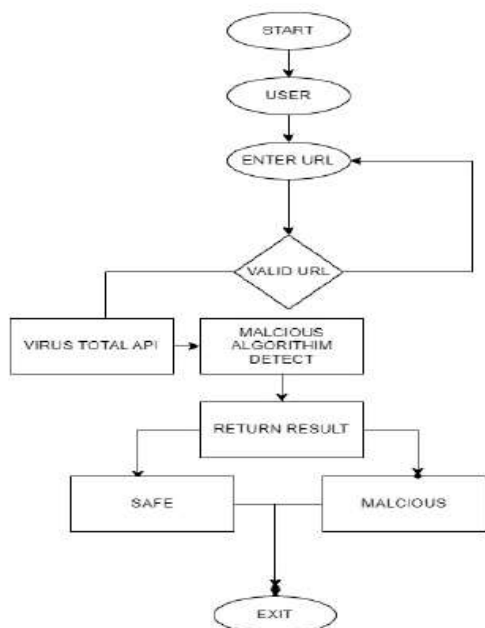 START
USER
ENTER URL
VALID URL
VIRUS TOTAL API
MALCIOUS
ALGORITHIM
DETECT
RETURN RESULT
SAFE
MALCIOUS
EXIT